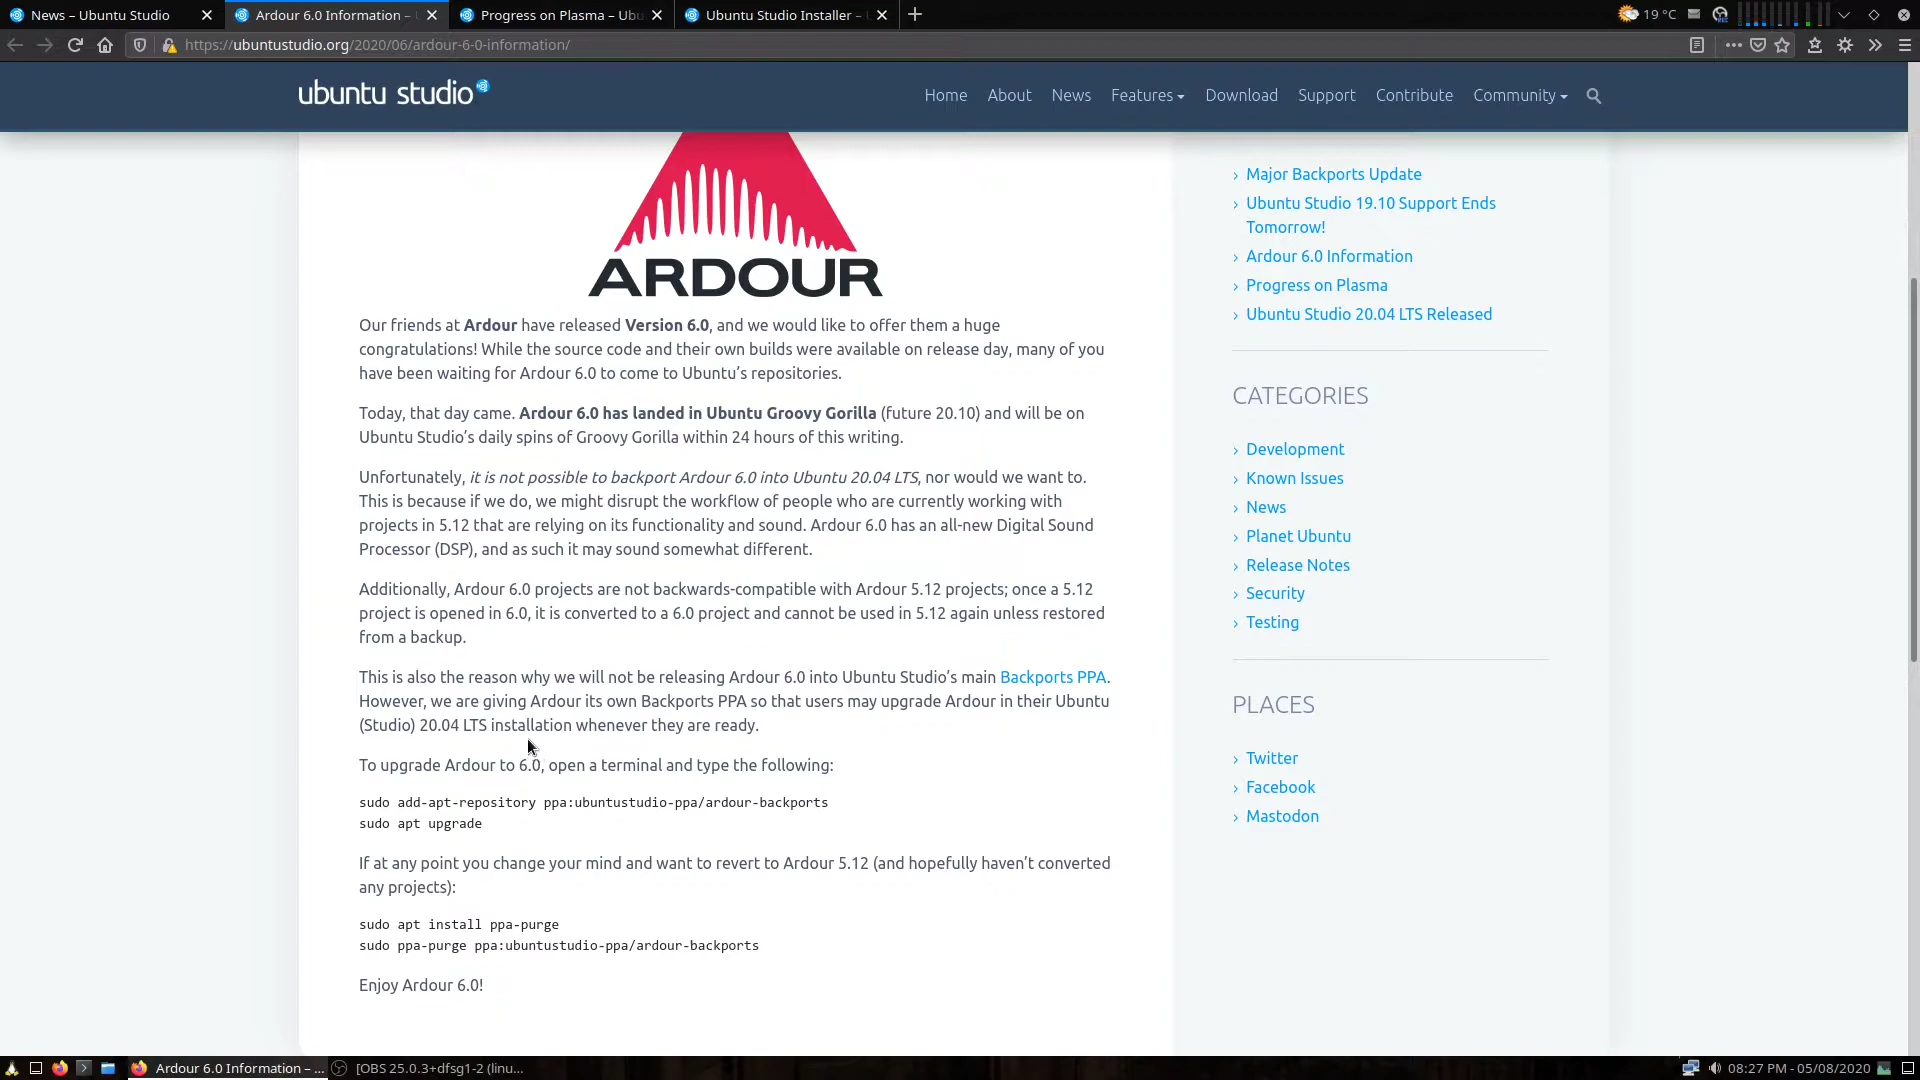 News – Ubuntu Studio
Ardour 6.0 Information –
Progress on Plasma – Ubu
Ubuntu Studio Installer –
19 °C
https://ubuntustudio.org/2020/06/ardour-6-0-information/
ubuntu studio
Home
About
News
Features
Download
Support
Contribute
Community
ARDOUR
Our friends at Ardour have released Version 6.0, and we would like to offer them a huge
congratulations! While the source code and their own builds were available on release day, many of you
have been waiting for Ardour 6.0 to come to Ubuntu’s repositories.
Today, that day came. Ardour 6.0 has landed in Ubuntu Groovy Gorilla (future 20.10) and will be on
Ubuntu Studio’s daily spins of Groovy Gorilla within 24 hours of this writing.
Unfortunately, it is not possible to backport Ardour 6.0 into Ubuntu 20.04 LTS, nor would we want to.
This is because if we do, we might disrupt the workflow of people who are currently working with
projects in 5.12 that are relying on its functionality and sound. Ardour 6.0 has an all-new Digital Sound
Processor (DSP), and as such it may sound somewhat different.
Additionally, Ardour 6.0 projects are not backwards-compatible with Ardour 5.12 projects; once a 5.12
project is opened in 6.0, it is converted to a 6.0 project and cannot be used in 5.12 again unless restored
from a backup.
This is also the reason why we will not be releasing Ardour 6.0 into Ubuntu Studio’s main Backports PPA.
However, we are giving Ardour its own Backports PPA so that users may upgrade Ardour in their Ubuntu
(Studio) 20.04 LTS installation whenever they are ready.
To upgrade Ardour to 6.0, open a terminal and type the following:
sudo add-apt-repository ppa:ubuntustudio-ppa/ardour-backports
sudo apt upgrade
If at any point you change your mind and want to revert to Ardour 5.12 (and hopefully haven’t converted
any projects):
sudo apt install ppa-purge
sudo ppa-purge ppa:ubuntustudio-ppa/ardour-backports
Enjoy Ardour 6.0!
Major Backports Update
Ubuntu Studio 19.10 Support Ends
Tomorrow!
Ardour 6.0 Information
Progress on Plasma
Ubuntu Studio 20.04 LTS Released
CATEGORIES
Development
Known Issues
News
Planet Ubuntu
Release Notes
Security
Testing
PLACES
Twitter
Facebook
Mastodon
Ardour 6.0 Information – ...
[OBS 25.0.3+dfsg1-2 (linu...
08:27 PM - 05/08/2020